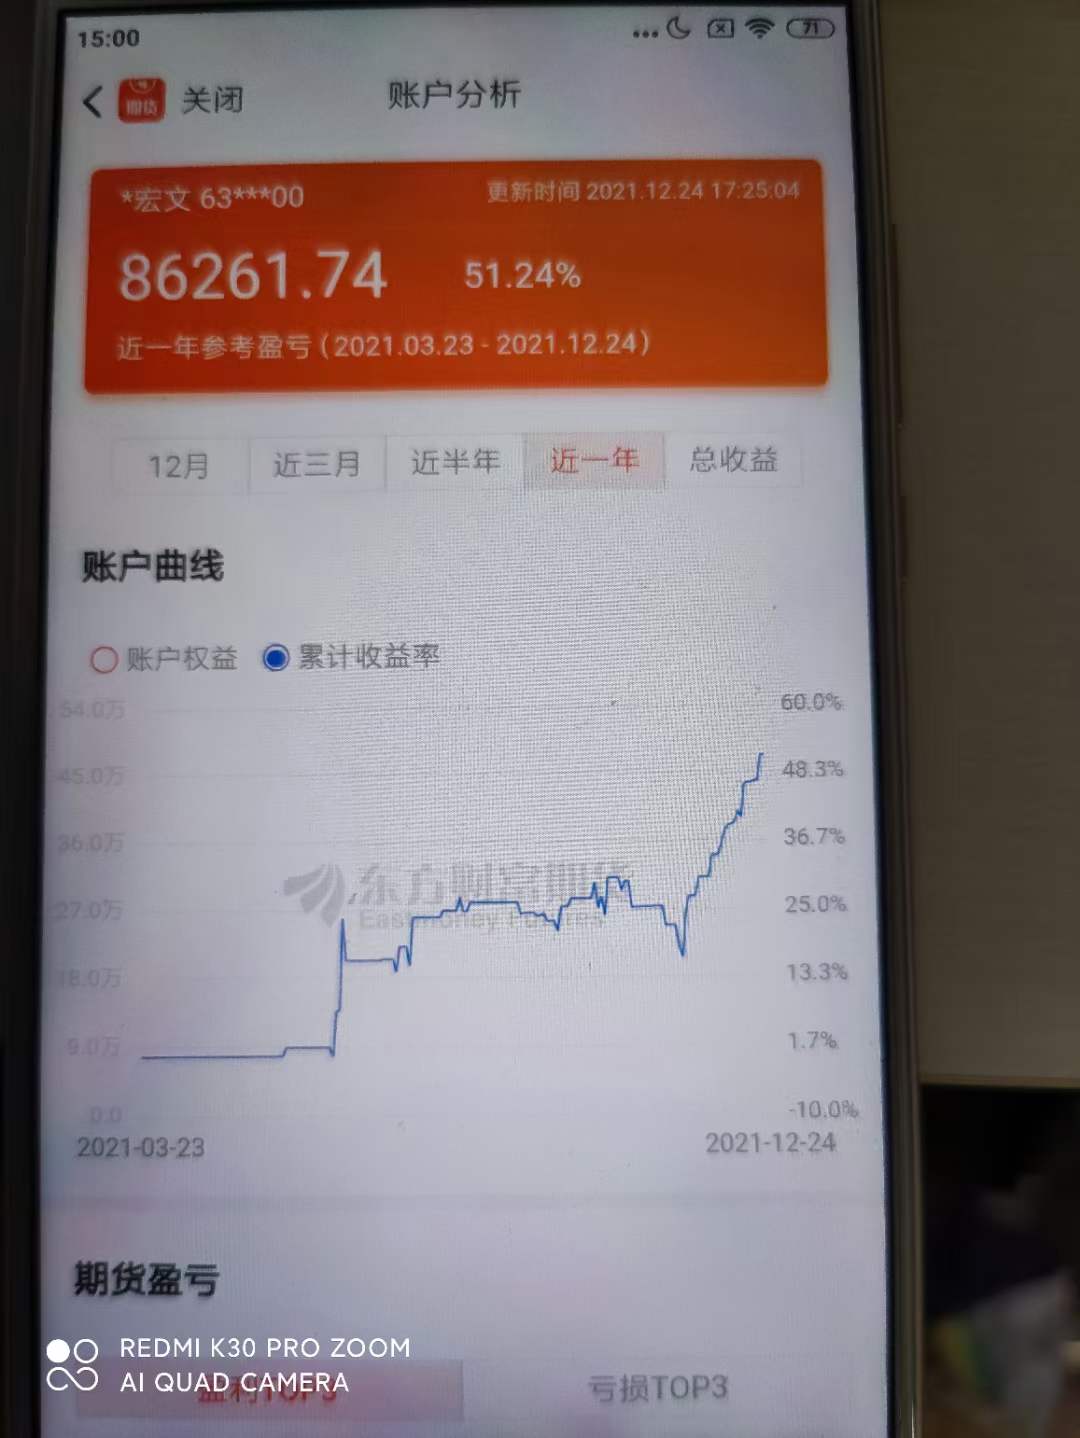 15:00
71
期货 关闭 账户分析
*宏文 63***00 更新时间 2021.12.24 17:25:04
86261.74 51.24%
近一年参考盈亏 (2021.03.23 - 2021.12.24)
12月 近三月 近半年 近一年 总收益
账户曲线
账户权益 累计收益率
54.0万 60.0%
45.0万 48.3%
36.0万 36.7%
东方财富期货
27.0万 25.0%
Eastmoney Futures
18.0万 13.3%
9.0万 1.7%
0.0 -10.0%
2021-03-23 2021-12-24
期货盈亏
REDMI K30 PRO ZOOM
AI QUAD CAMERA
盈利TOP3 亏损TOP3